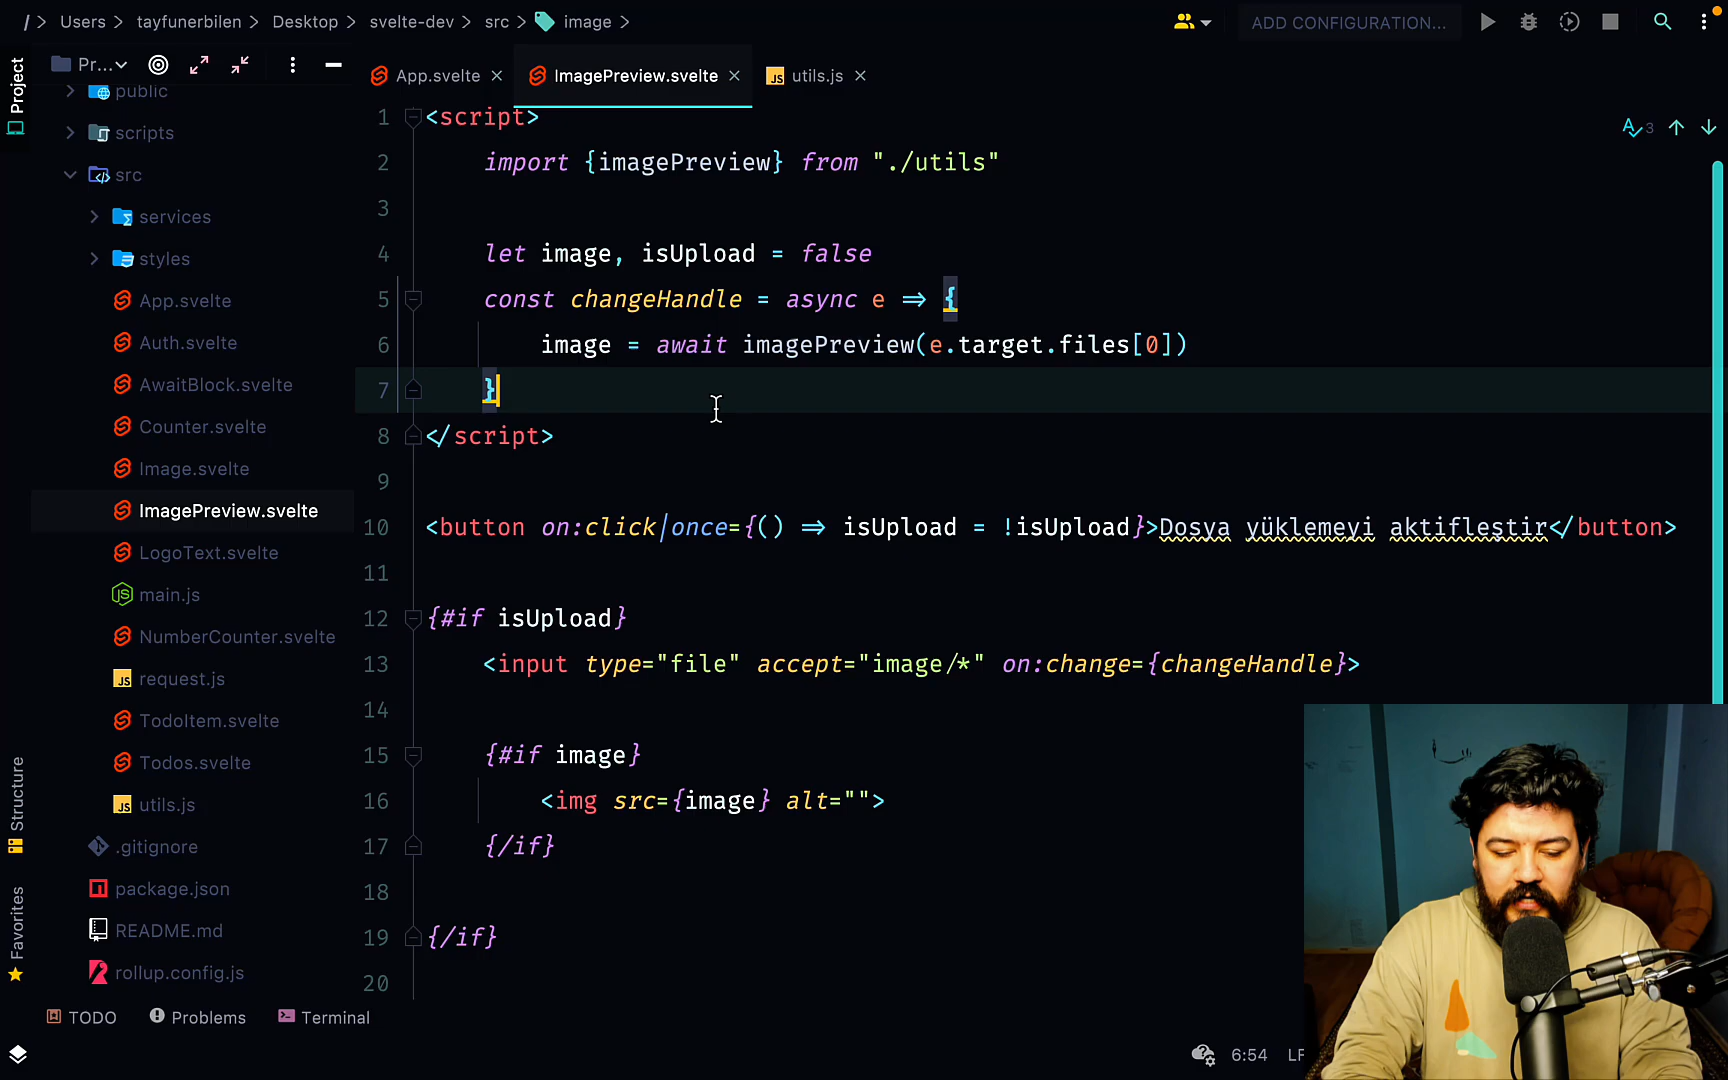 / > Users > tayfunerbilen > Desktop > svelte-dev > src > image >
ADD CONFIGURATION...
Project
Pr...
App.svelte
ImagePreview.svelte
utils.js
public
scripts
src
services
styles
App.svelte
Auth.svelte
AwaitBlock.svelte
Counter.svelte
Image.svelte
ImagePreview.svelte
LogoText.svelte
main.js
NumberCounter.svelte
request.js
TodoItem.svelte
Todos.svelte
utils.js
.gitignore
package.json
README.md
rollup.config.js
Structure
Favorites
3
1 <script>
2 import {imagePreview} from "./utils"
3
4 let image, isUpload = false
5 const changeHandle = async e => {
6 image = await imagePreview(e.target.files[0])
7 }
8 </script>
9
10 <button on:click|once={() => isUpload = !isUpload}>Dosya yüklemeyi aktifleştir</button>
11
12 {#if isUpload}
13 <input type="file" accept="image/*" on:change={changeHandle}>
14
15 {#if image}
16 <img src={image} alt="">
17 {/if}
18
19 {/if}
20
TODO
Problems
Terminal
6:54 LF